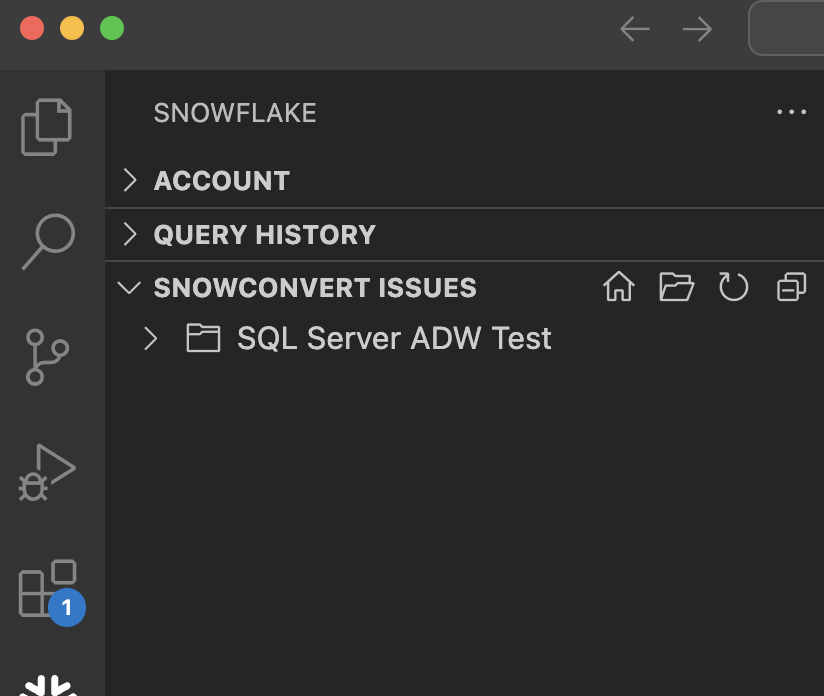 SNOWFLAKE
ACCOUNT
QUERY HISTORY
SNOWCONVERT ISSUES
SQL Server ADW Test
1